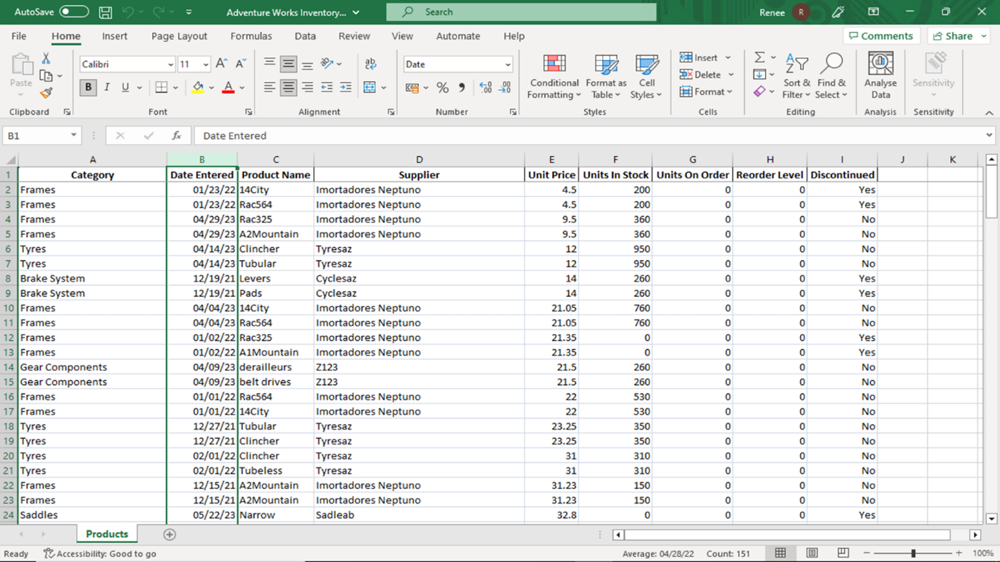 AutoSave Adventure Works Inventory... Search Renee R
File Home Insert Page Layout Formulas Data Review View Automate Help Comments Share
Paste Calibri 11 A A ab Date Insert Σ
B I U A % 9 Conditional Formatting Format as Table Cell Styles Delete Format Sort & Filter Find & Select Analyse Data Sensitivity
Clipboard Font Alignment Number Styles Cells Editing Analysis Sensitivity
B1 fx Date Entered
A B C D E F G H I J K
1 Category Date Entered Product Name Supplier Unit Price Units In Stock Units On Order Reorder Level Discontinued
2 Frames 01/23/22 14City Imortadores Neptuno 4.5 200 0 0 Yes
3 Frames 01/23/22 Rac564 Imortadores Neptuno 4.5 200 0 0 Yes
4 Frames 04/29/23 Rac325 Imortadores Neptuno 9.5 360 0 0 No
5 Frames 04/29/23 A2Mountain Imortadores Neptuno 9.5 360 0 0 No
6 Tyres 04/14/23 Clincher Tyresaz 12 950 0 0 No
7 Tyres 04/14/23 Tubular Tyresaz 12 950 0 0 No
8 Brake System 12/19/21 Levers Cyclesaz 14 260 0 0 Yes
9 Brake System 12/19/21 Pads Cyclesaz 14 260 0 0 Yes
10 Frames 04/04/23 14City Imortadores Neptuno 21.05 760 0 0 No
11 Frames 04/04/23 Rac564 Imortadores Neptuno 21.05 760 0 0 No
12 Frames 01/02/22 Rac325 Imortadores Neptuno 21.35 0 0 0 Yes
13 Frames 01/02/22 A1Mountain Imortadores Neptuno 21.35 0 0 0 Yes
14 Gear Components 04/09/23 derailleurs Z123 21.5 260 0 0 No
15 Gear Components 04/09/23 belt drives Z123 21.5 260 0 0 No
16 Frames 01/01/22 Rac564 Imortadores Neptuno 22 530 0 0 No
17 Frames 01/01/22 14City Imortadores Neptuno 22 530 0 0 No
18 Tyres 12/27/21 Tubular Tyresaz 23.25 350 0 0 No
19 Tyres 12/27/21 Clincher Tyresaz 23.25 350 0 0 No
20 Tyres 02/01/22 Clincher Tyresaz 31 310 0 0 No
21 Tyres 02/01/22 Tubeless Tyresaz 31 310 0 0 No
22 Frames 12/15/21 A2Mountain Imortadores Neptuno 31.23 150 0 0 No
23 Frames 12/15/21 A2Mountain Imortadores Neptuno 31.23 150 0 0 No
24 Saddles 05/22/23 Narrow Sadleab 32.8 0 0 0 Yes
Products
Ready Accessibility: Good to go Average: 04/28/22 Count: 151 100%